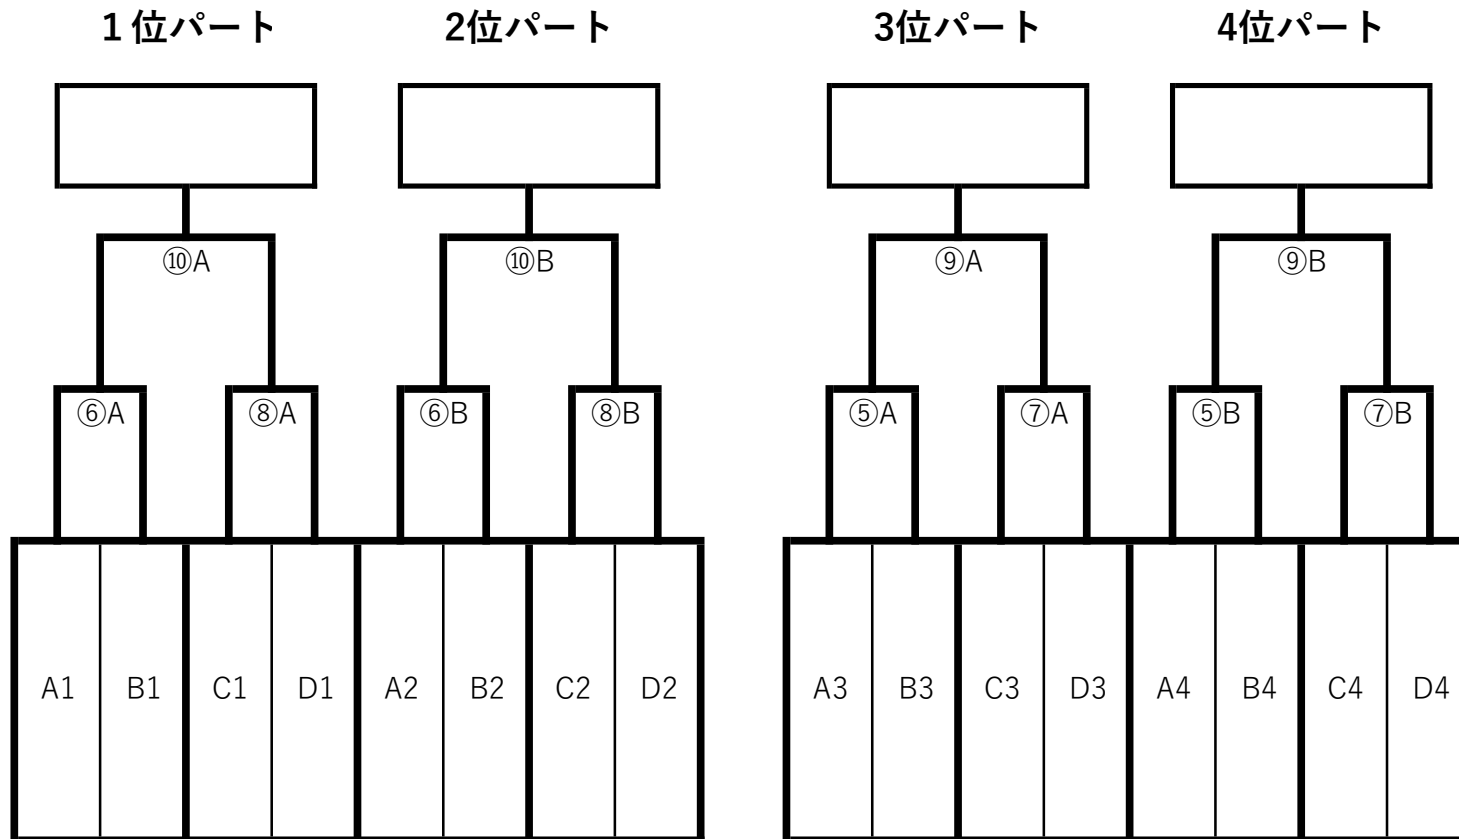 1位パート 2位パート 3位パート 4位パート
⑩A ⑩B ⑨A ⑨B
⑥A ⑧A ⑥B ⑧B ⑤A ⑦A ⑤B ⑦B
A1 B1 C1 D1 A2 B2 C2 D2 A3 B3 C3 D3 A4 B4 C4 D4